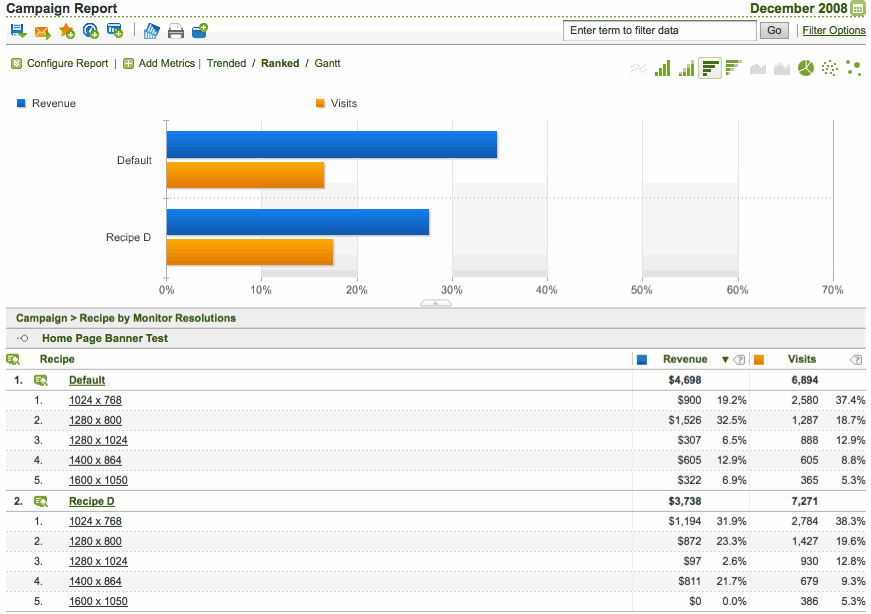 Campaign Report
December 2008
Enter term to filter data
Go
Filter Options
Configure Report | Add Metrics | Trended / Ranked / Gantt
Revenue
Visits
Default
Recipe D
0% 10% 20% 30% 40% 50% 60% 70%
Campaign > Recipe by Monitor Resolutions
Home Page Banner Test
Recipe Revenue ▼ ? Visits ?
1. Default $4,698 6,894
1. 1024 x 768 $900 19.2% 2,580 37.4%
2. 1280 x 800 $1,526 32.5% 1,287 18.7%
3. 1280 x 1024 $307 6.5% 888 12.9%
4. 1400 x 864 $605 12.9% 605 8.8%
5. 1600 x 1050 $322 6.9% 365 5.3%
2. Recipe D $3,738 7,271
1. 1024 x 768 $1,194 31.9% 2,784 38.3%
2. 1280 x 800 $872 23.3% 1,427 19.6%
3. 1280 x 1024 $97 2.6% 930 12.8%
4. 1400 x 864 $811 21.7% 679 9.3%
5. 1600 x 1050 $0 0.0% 386 5.3%